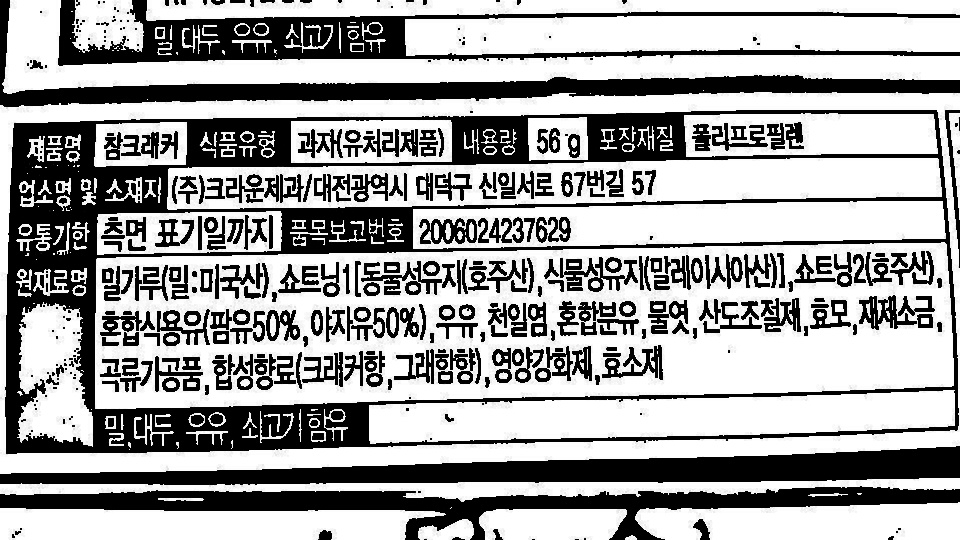 밀,대두, 우유, 쇠고기 함유
제품명 참크래커 식품유형 과자(유처리제품) 내용량 56 g 포장재질 폴리프로필렌
업소명 및 소재지 (주)크라운제과/대전광역시 대덕구 신일서로 67번길 57
유통기한 측면 표기일까지 품목보고번호 2006024237629
원재료명 밀가루(밀:미국산),쇼트닝1[동물성유지(호주산),식물성유지(말레이시아산)],쇼트닝2(호주산),
혼합식용유(팜유50%,야자유50%),우유,천일염,혼합분유,물엿,산도조절제,효모,재제소금,
곡류가공품,합성향료(크래커향,그래함향),영양강화제,효소제
밀,대두, 우유, 쇠고기 함유